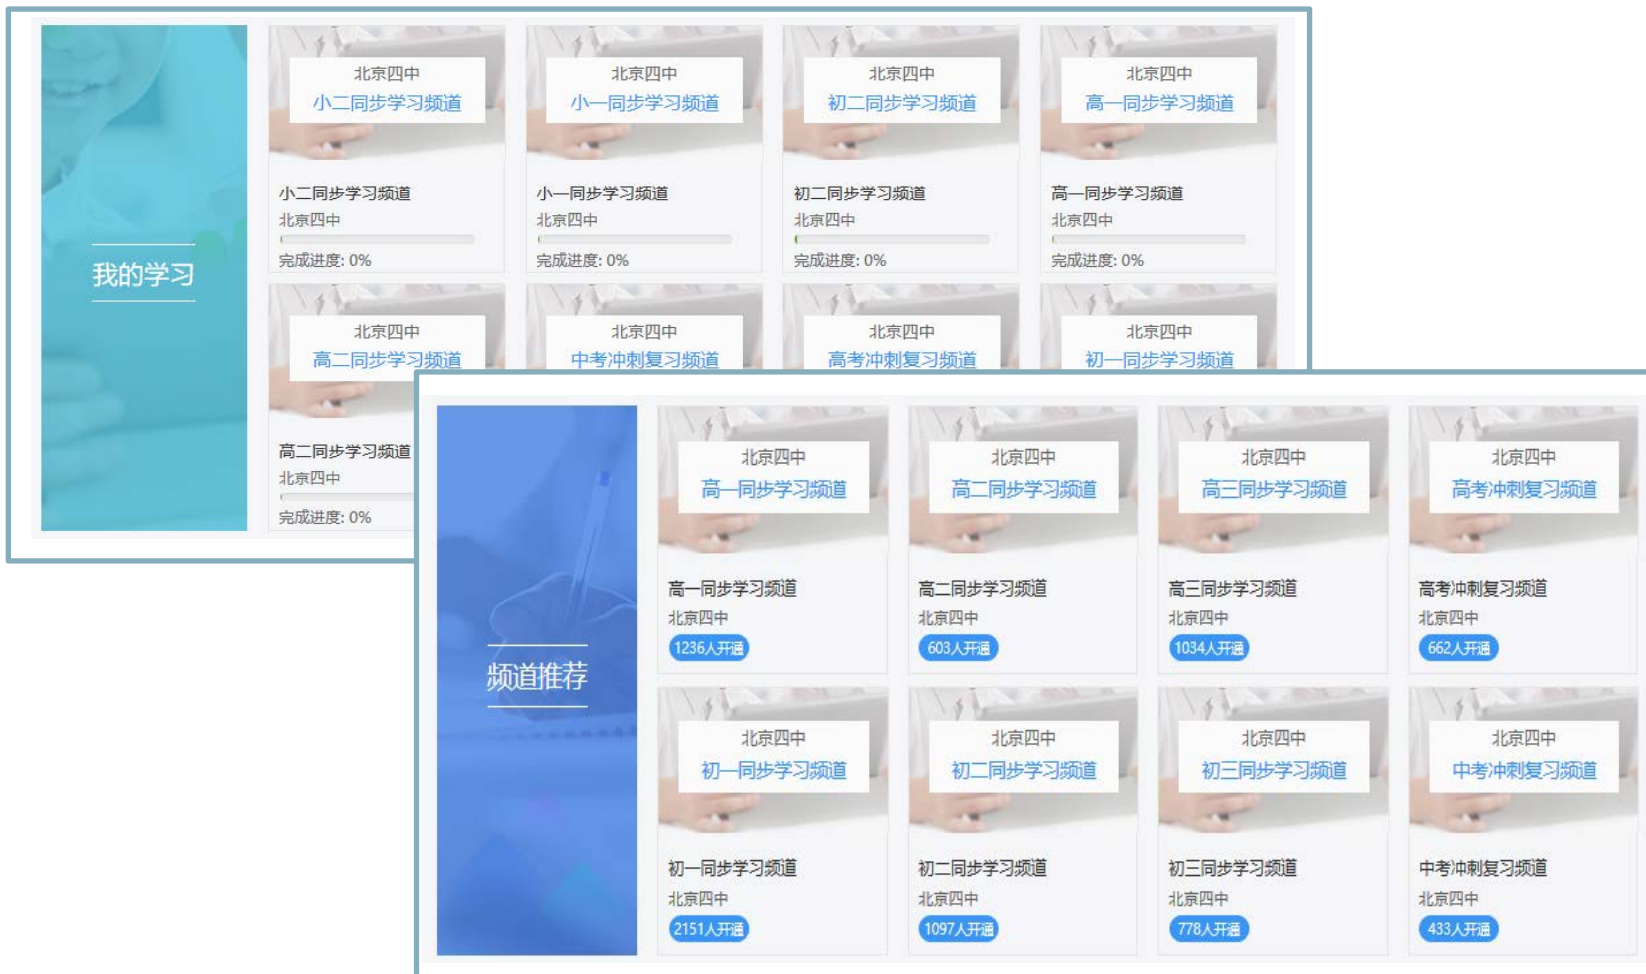 我的学习
北京四中
小二同步学习频道
小二同步学习频道
北京四中
完成进度: 0%
北京四中
小一同步学习频道
小一同步学习频道
北京四中
完成进度: 0%
北京四中
初二同步学习频道
初二同步学习频道
北京四中
完成进度: 0%
北京四中
高一同步学习频道
高一同步学习频道
北京四中
完成进度: 0%
北京四中
高二同步学习频道
高二同步学习频道
北京四中
完成进度: 0%
北京四中
中考冲刺复习频道
北京四中
高考冲刺复习频道
北京四中
初一同步学习频道
频道推荐
北京四中
高一同步学习频道
高一同步学习频道
北京四中
1236人开通
北京四中
高二同步学习频道
高二同步学习频道
北京四中
603人开通
北京四中
高三同步学习频道
高三同步学习频道
北京四中
1034人开通
北京四中
高考冲刺复习频道
高考冲刺复习频道
北京四中
662人开通
北京四中
初一同步学习频道
初一同步学习频道
北京四中
2151人开通
北京四中
初二同步学习频道
初二同步学习频道
北京四中
1097人开通
北京四中
初三同步学习频道
初三同步学习频道
北京四中
778人开通
北京四中
中考冲刺复习频道
中考冲刺复习频道
北京四中
433人开通